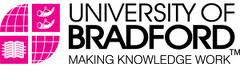 UNIVERSITY OF
BRADFORD
MAKING KNOWLEDGE WORK™